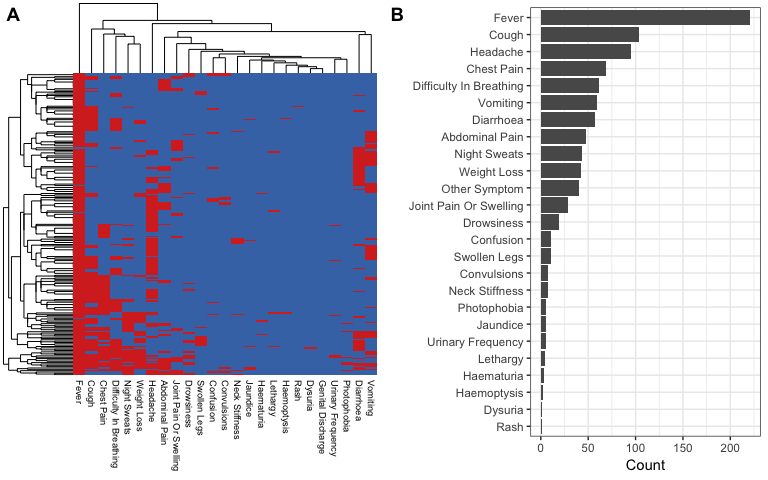 A
Fever
Cough
Chest Pain
Difficulty In Breathing
Night Sweats
Weight Loss
Headache
Abdominal Pain
Joint Pain Or Swelling
Drowsiness
Swollen Legs
Confusion
Convulsions
Neck Stiffness
Jaundice
Haematuria
Lethargy
Haemoptysis
Rash
Dysuria
Genital Discharge
Urinary Frequency
Photophobia
Diarrhoea
Vomiting
B
Fever
Cough
Headache
Chest Pain
Difficulty In Breathing
Vomiting
Diarrhoea
Abdominal Pain
Night Sweats
Weight Loss
Other Symptom
Joint Pain Or Swelling
Drowsiness
Confusion
Swollen Legs
Convulsions
Neck Stiffness
Photophobia
Jaundice
Urinary Frequency
Lethargy
Haematuria
Haemoptysis
Dysuria
Rash
0 50 100 150 200
Count